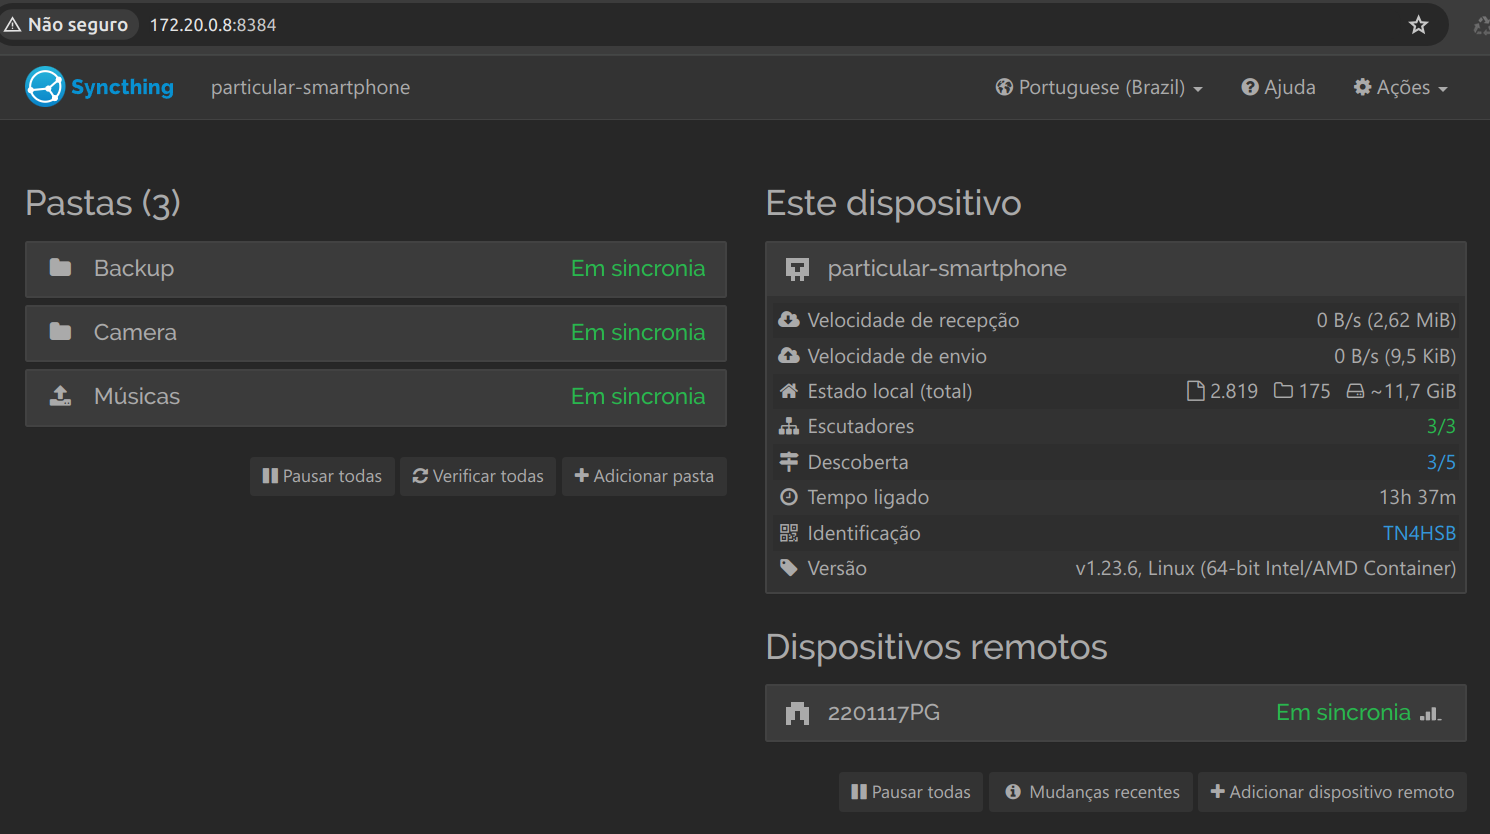 Não seguro 172.20.0.8:8384
Syncthing particular-smartphone Portuguese (Brazil) Ajuda Ações
Pastas (3)
Backup Em sincronia
Camera Em sincronia
Músicas Em sincronia
Pausar todas Verificar todas Adicionar pasta
Este dispositivo
particular-smartphone
Velocidade de recepção 0 B/s (2,62 MiB)
Velocidade de envio 0 B/s (9,5 KiB)
Estado local (total) 2.819 175 ~11,7 GiB
Escutadores 3/3
Descoberta 3/5
Tempo ligado 13h 37m
Identificação TN4HSB
Versão v1.23.6, Linux (64-bit Intel/AMD Container)
Dispositivos remotos
2201117PG Em sincronia
Pausar todas Mudanças recentes Adicionar dispositivo remoto